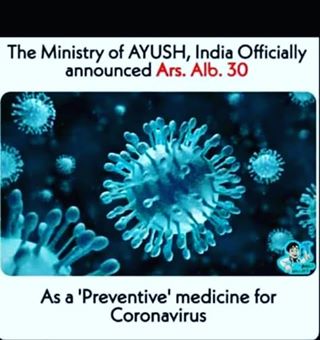 The Ministry of AYUSH, India Officially
announced Ars. Alb. 30
As a 'Preventive' medicine for
Coronavirus